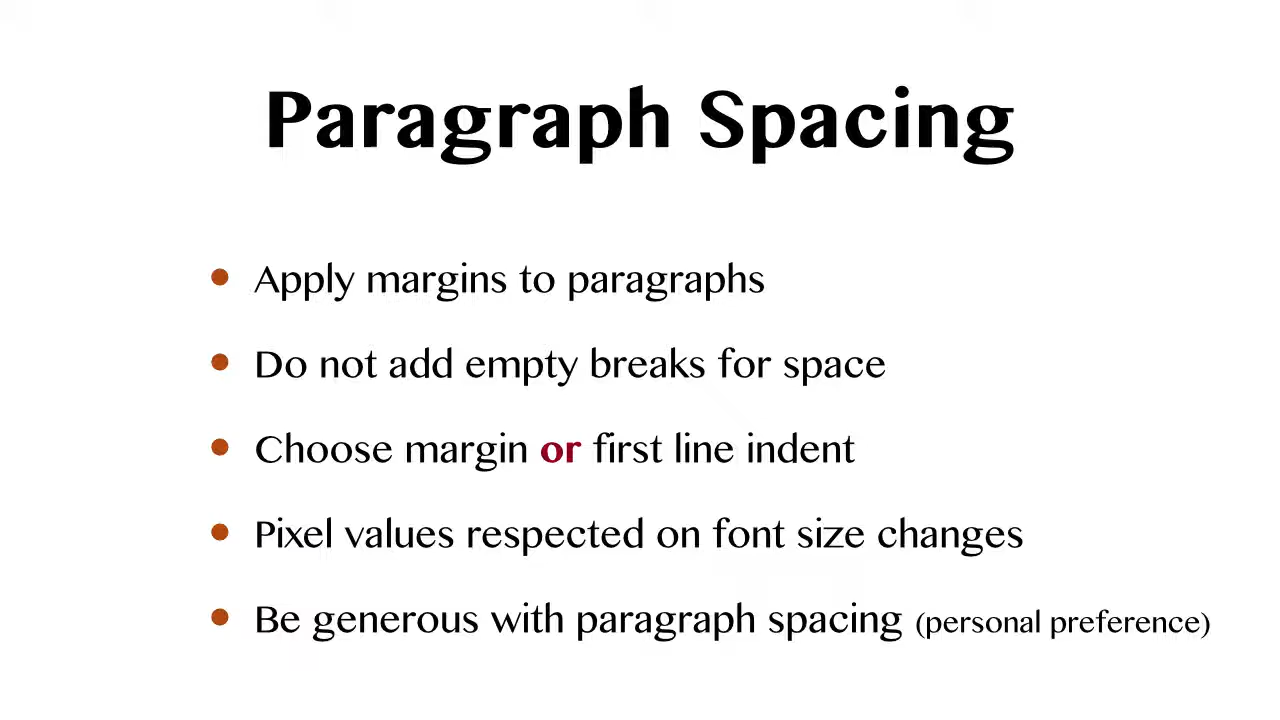 Paragraph Spacing
• Apply margins to paragraphs
• Do not add empty breaks for space
• Choose margin or first line indent
• Pixel values respected on font size changes
• Be generous with paragraph spacing (personal preference)